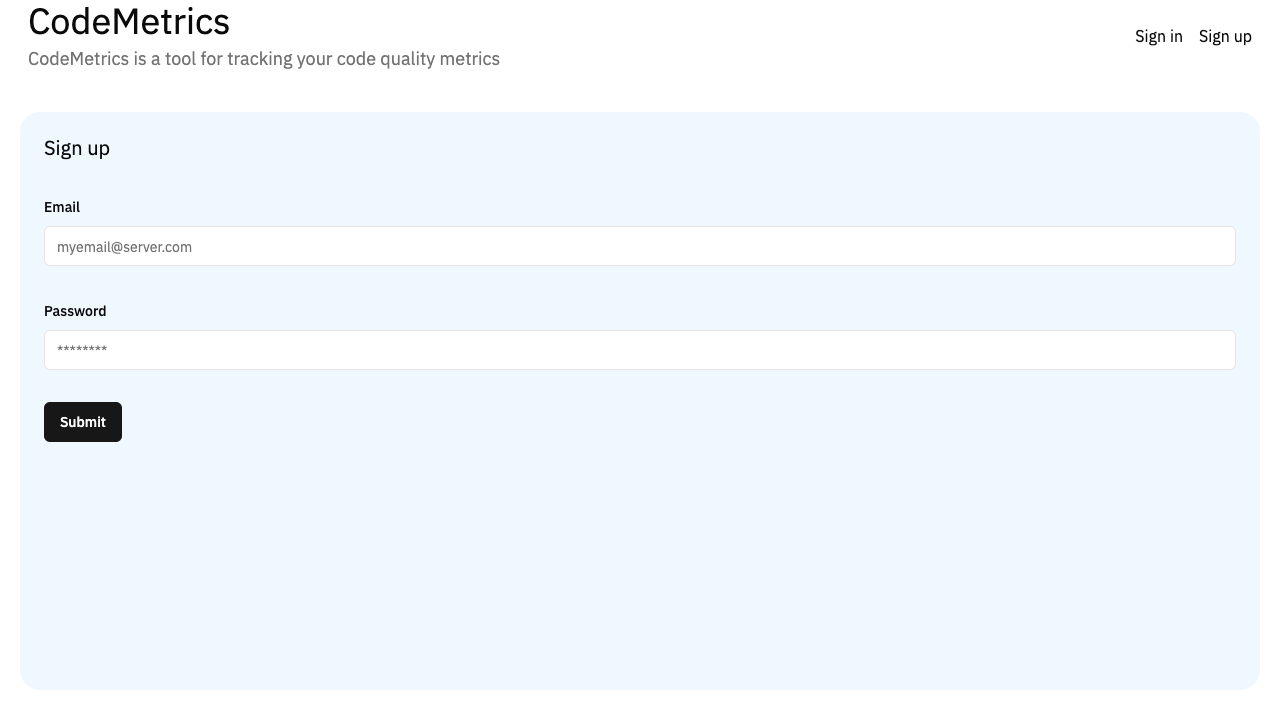 CodeMetrics
CodeMetrics is a tool for tracking your code quality metrics
Sign in Sign up
Sign up
Email
myemail@server.com
Password
********
Submit